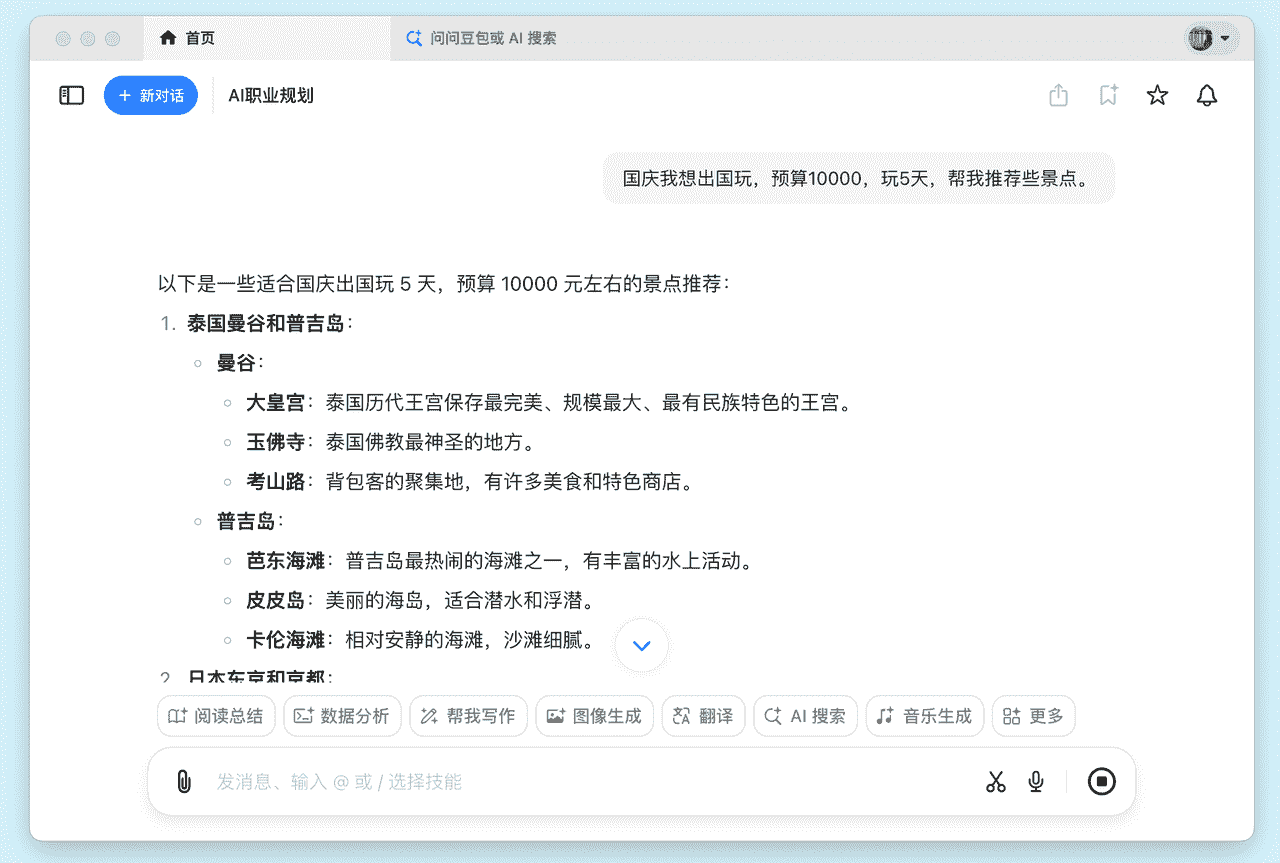 首页
问问豆包或 AI 搜索
+ 新对话
AI职业规划
国庆我想出国玩，预算10000，玩5天，帮我推荐些景点。
以下是一些适合国庆出国玩 5 天，预算 10000 元左右的景点推荐：
1. 泰国曼谷和普吉岛：
曼谷：
大皇宫：泰国历代王宫保存最完美、规模最大、最有民族特色的王宫。
玉佛寺：泰国佛教最神圣的地方。
考山路：背包客的聚集地，有许多美食和特色商店。
普吉岛：
芭东海滩：普吉岛最热闹的海滩之一，有丰富的水上活动。
皮皮岛：美丽的海岛，适合潜水和浮潜。
卡伦海滩：相对安静的海滩，沙滩细腻。
2. 日本东京和京都：
阅读总结 数据分析 帮我写作 图像生成 翻译 AI 搜索 音乐生成 更多
发消息、输入 @ 或 / 选择技能